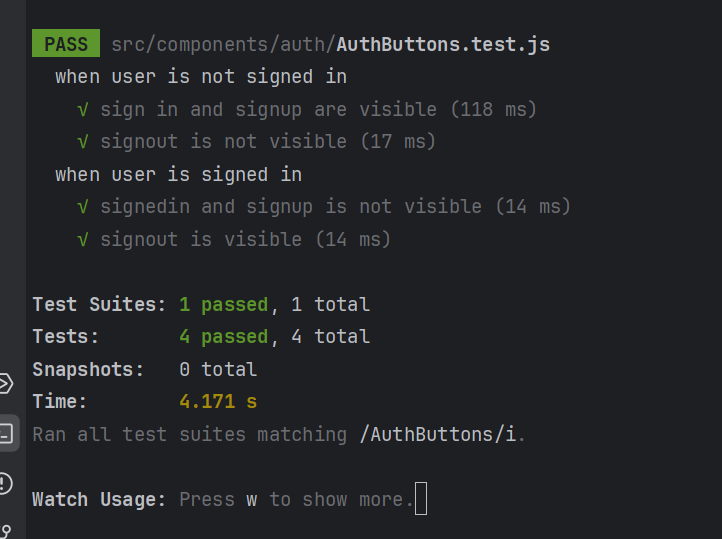 PASS src/components/auth/AuthButtons.test.js
when user is not signed in
√ sign in and signup are visible (118 ms)
√ signout is not visible (17 ms)
when user is signed in
√ signedin and signup is not visible (14 ms)
√ signout is visible (14 ms)
Test Suites: 1 passed, 1 total
Tests: 4 passed, 4 total
Snapshots: 0 total
Time: 4.171 s
Ran all test suites matching /AuthButtons/i.
Watch Usage: Press w to show more.